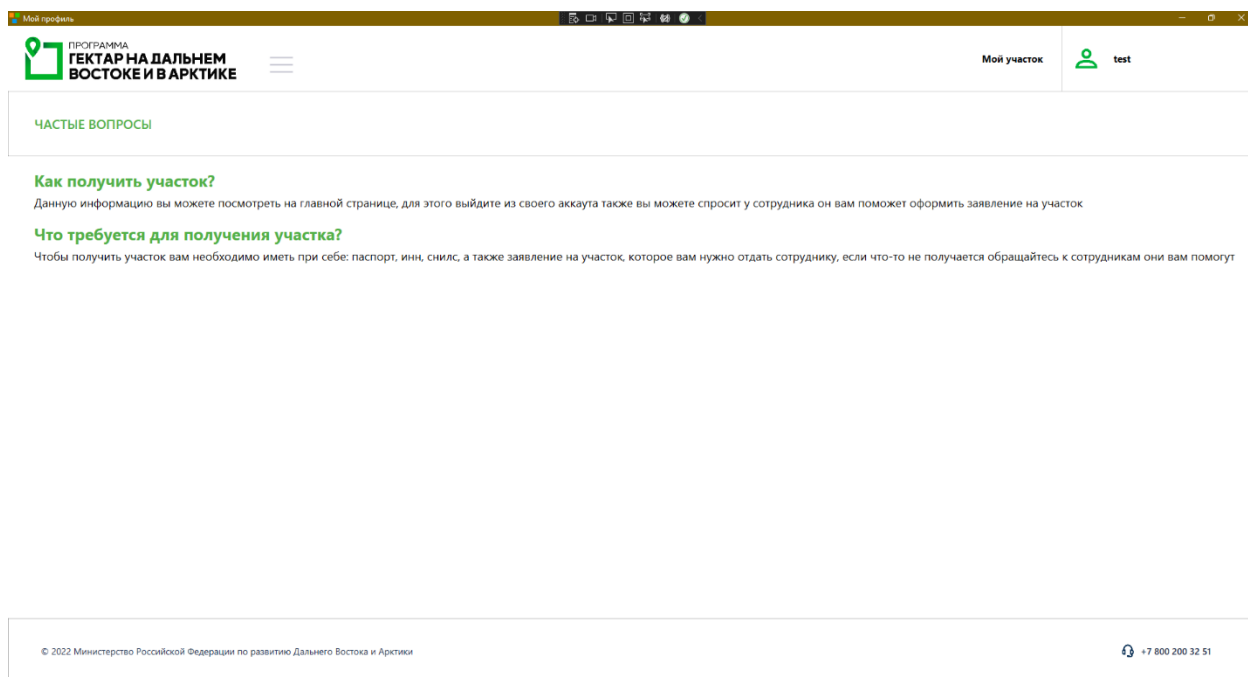 Мой профиль
ПРОГРАММА
ГЕКТАР НА ДАЛЬНЕМ
ВОСТОКЕ И В АРКТИКЕ
Мой участок
test
ЧАСТЫЕ ВОПРОСЫ
Как получить участок?
Данную информацию вы можете посмотреть на главной странице, для этого выйдите из своего аккаута также вы можете спросит у сотрудника он вам поможет оформить заявление на участок
Что требуется для получения участка?
Чтобы получить участок вам необходимо иметь при себе: паспорт, инн, снилс, а также заявление на участок, которое вам нужно отдать сотруднику, если что-то не получается обращайтесь к сотрудникам они вам помогут
© 2022 Министерство Российской Федерации по развитию Дальнего Востока и Арктики
+7 800 200 32 51